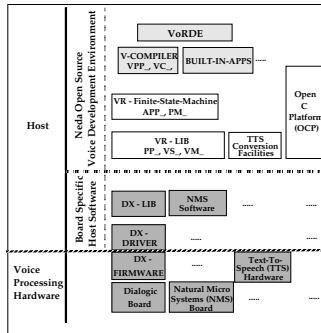 VoRDE
V-COMPILER
VPP_, VC_,
BUILT-IN-APPS
.....
Host
Neda Open Source
Voice Development Environment
VR - Finite-State-Machine
APP_, PM_
Open
C
Platform
(OCP)
VR - LIB
PP_, VS_, VM_
TTS
Conversion
Facilities
Board Specific
Host Software
DX - LIB
NMS
Software
.....
.....
DX -
DRIVER
.....
.....
Voice
Processing
Hardware
DX -
FIRMWARE
.....
Text-To-
Speech (TTS)
Hardware
Dialogic
Board
Natural Micro
Systems (NMS)
Board
.....
.....